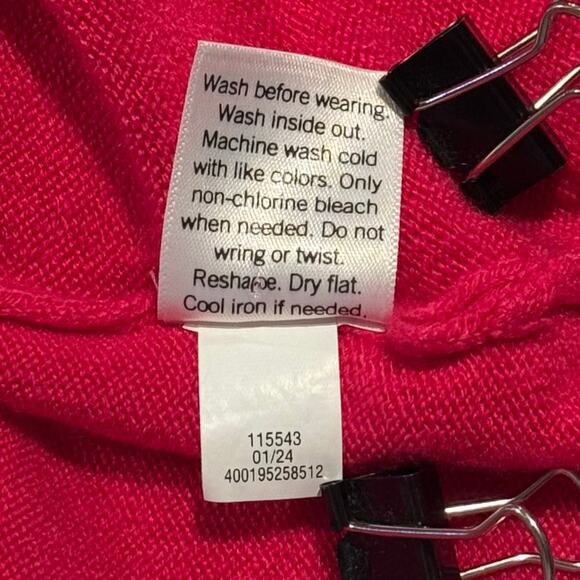 Wash before wearing.
Wash inside out.
Machine wash cold
with like colors. Only
non-chlorine bleach
when needed. Do not
wring or twist.
Reshape. Dry flat.
Cool iron if needed.
115543
01/24
400195258512